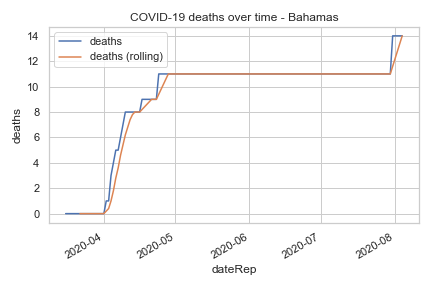 COVID-19 deaths over time - Bahamas
deaths
deaths (rolling)
14
12
10
8
6
4
2
0
deaths
2020-04
2020-05
2020-06
2020-07
2020-08
dateRep